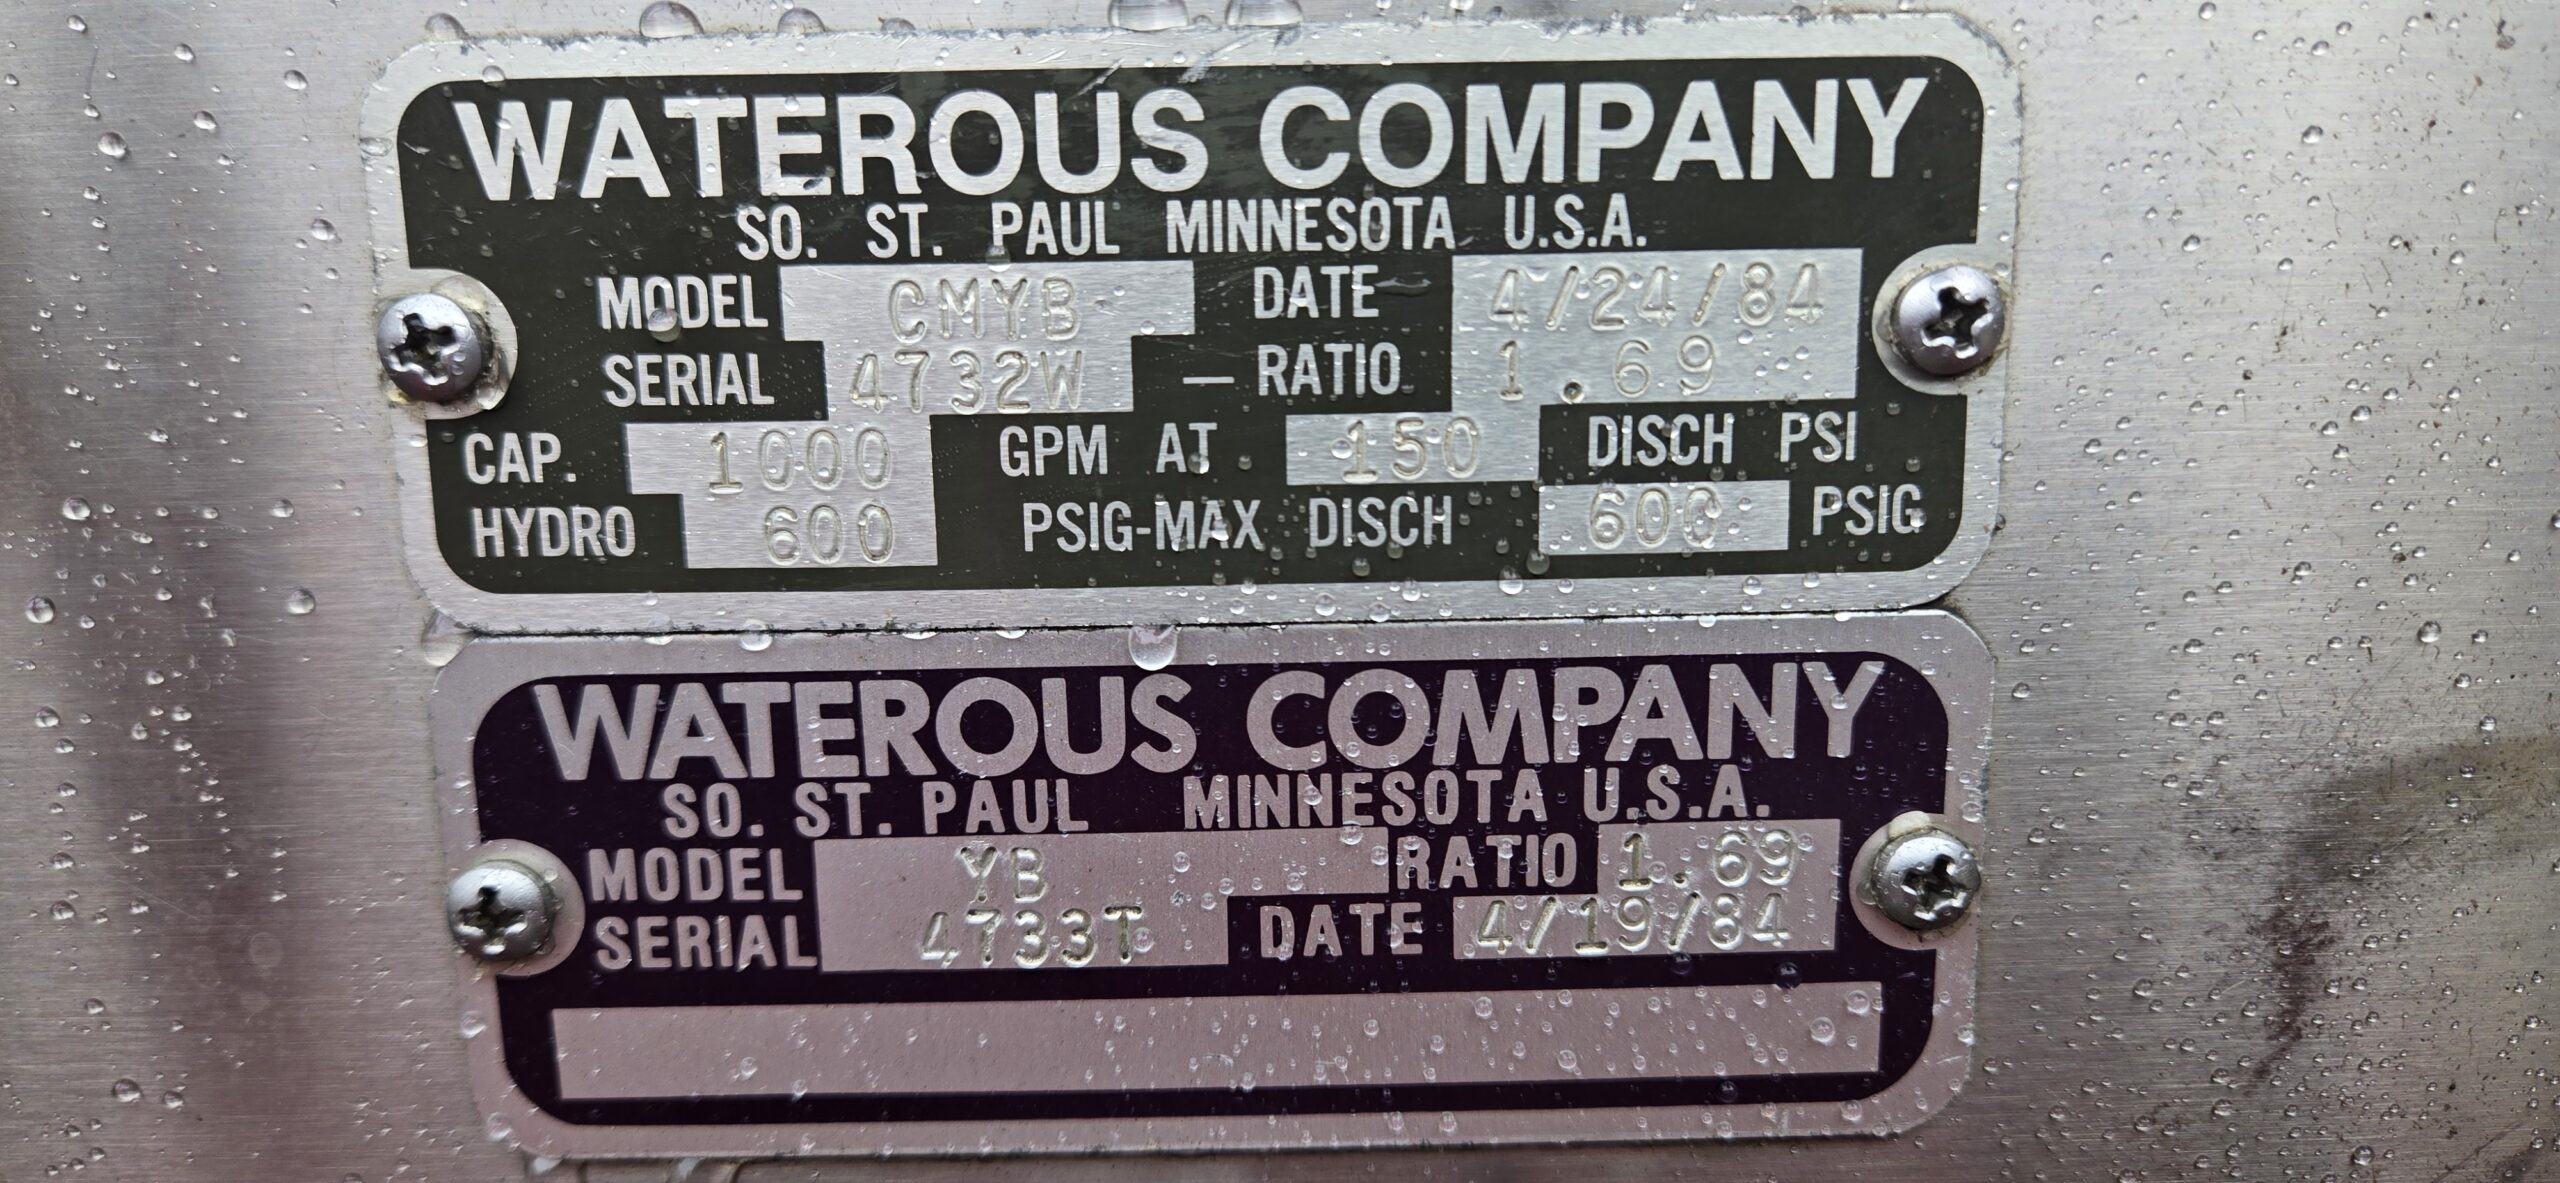 WATEROUS COMPANY
SO. ST. PAUL MINNESOTA U.S.A.
MODEL CMYB DATE 4/24/84
SERIAL 4732W — RATIO 1.69
CAP. 1000 GPM AT 150 DISCH PSI
HYDRO 600 PSIG-MAX DISCH 600 PSIG
WATEROUS COMPANY
SO. ST. PAUL MINNESOTA U.S.A.
MODEL YB RATIO 1.69
SERIAL 4733T DATE 4/19/84